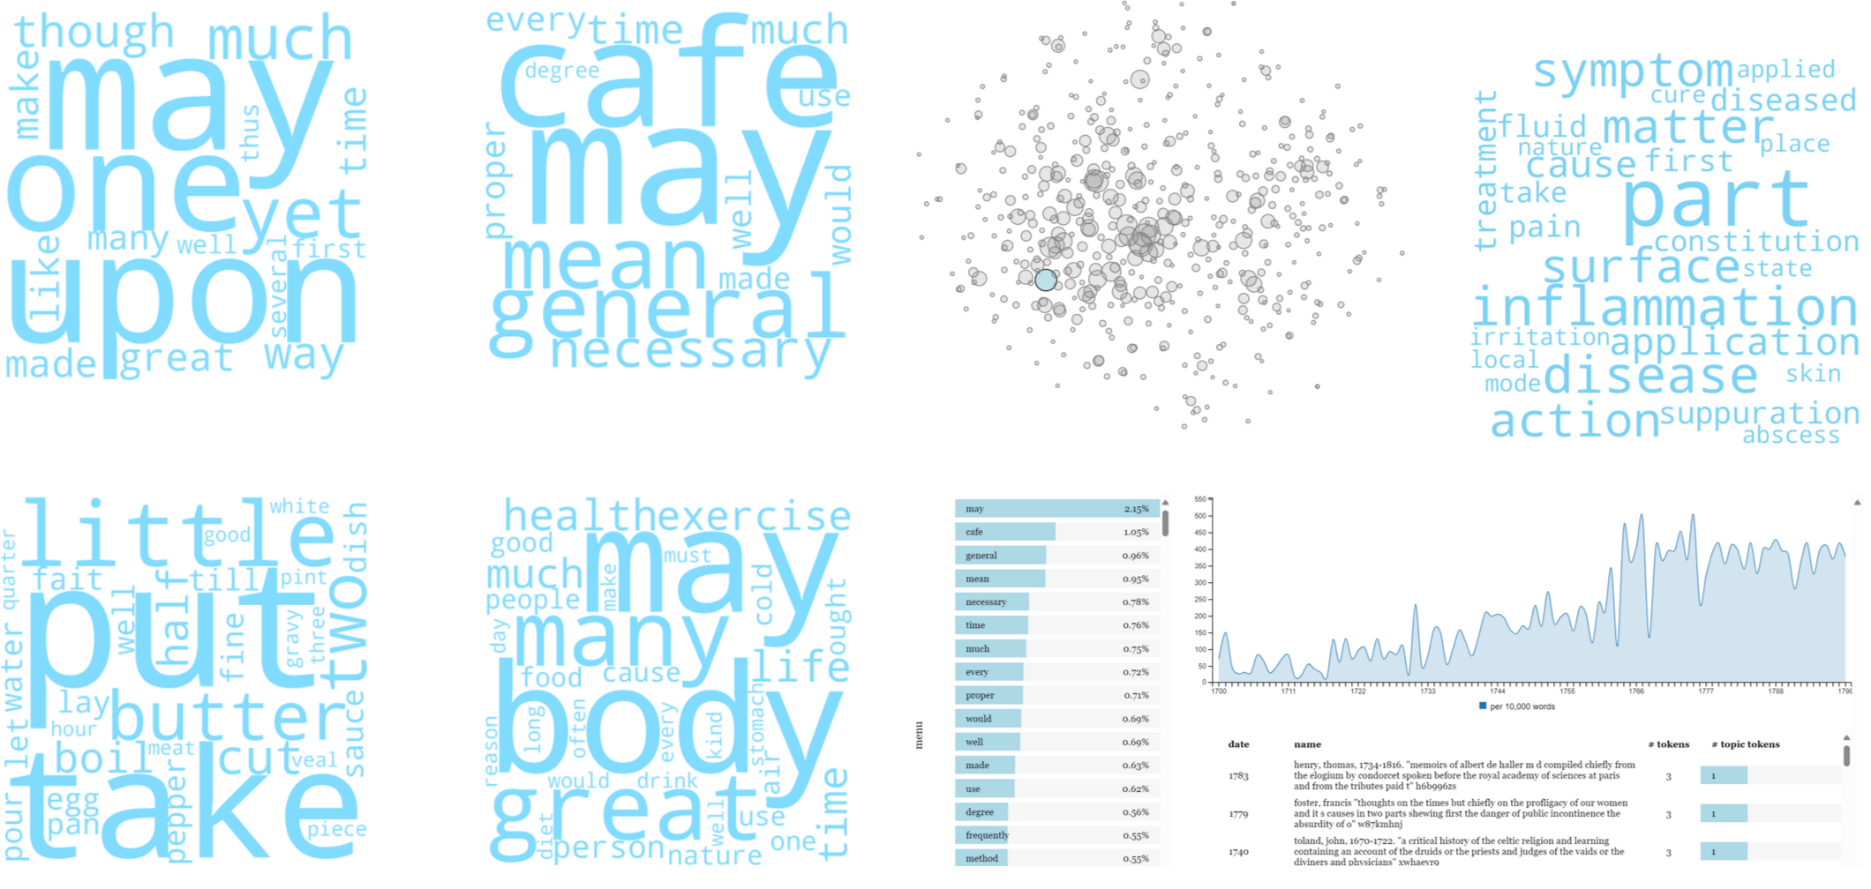 though much
make
may
thus
time
one
yet
many well first
like
upon
several
made great way
every time much
cafe
degree
use
proper
may
well
would
mean
made
general
necessary
symptom applied
cure diseased
treatment
fluid matter
nature place
cause first
take part
pain
constitution
surface state
inflammation
irritation application
local
mode disease skin
action suppuration
abscess
little white
good
dish
quarter
fait till pint
put
half
well
fine
gravy
three
two
water
lay
butter
hour
sauce
let
boil meat cut veal
take
pepper
egg
pan
pour
piece
health exercise
good may must
much
make
cold
people
ought
day
many
food cause life
body
reason
long
often
every
kind
stomach
would drink
air
great use
well
time
diet
person nature one
menu
may 2.15%
cafe 1.05%
general 0.96%
mean 0.95%
necessary 0.78%
time 0.76%
much 0.75%
every 0.72%
proper 0.71%
would 0.69%
well 0.69%
made 0.63%
use 0.62%
degree 0.56%
frequently 0.55%
method 0.55%
550
500
450
400
350
300
250
200
150
100
50
0
1700 1711 1722 1733 1744 1755 1766 1777 1788 179
per 10,000 words
date name # tokens # topic tokens
henry, thomas, 1734-1816. "memoirs of albert de haller m d compiled chiefly from
1783 the elogium by condorcet spoken before the royal academy of sciences at paris 3 1
and from the tributes paid t" h6b996zs
foster, francis "thoughts on the times but chiefly on the profligacy of our women
1779 and it s causes in two parts shewing first the danger of public incontinence the 3 1
absurdity of o" w87kmhnj
toland, john, 1670-1722. "a critical history of the celtic religion and learning
1740 containing an account of the druids or the priests and judges of the vaids or the 3 1
diviners and physicians" xwhaevr9